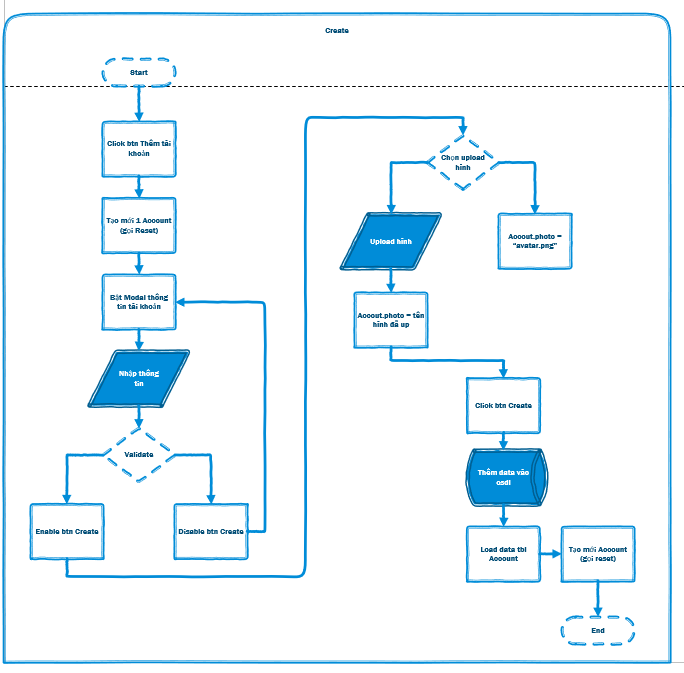 Create
Start
Click btn Thêm tài
khoản
Tạo mới 1 Account
(gọi Reset)
Bật Modal thông
tin tài khoản
Nhập thông
tin
Validate
Enable btn Create
Disable btn Create
Chọn upload
hình
Upload hình
Accout.photo =
"avatar.png"
Accout.photo = tên
hình đã up
Click btn Create
Thêm data vào
csdl
Load data tbl
Account
Tạo mới Account
(gọi reset)
End